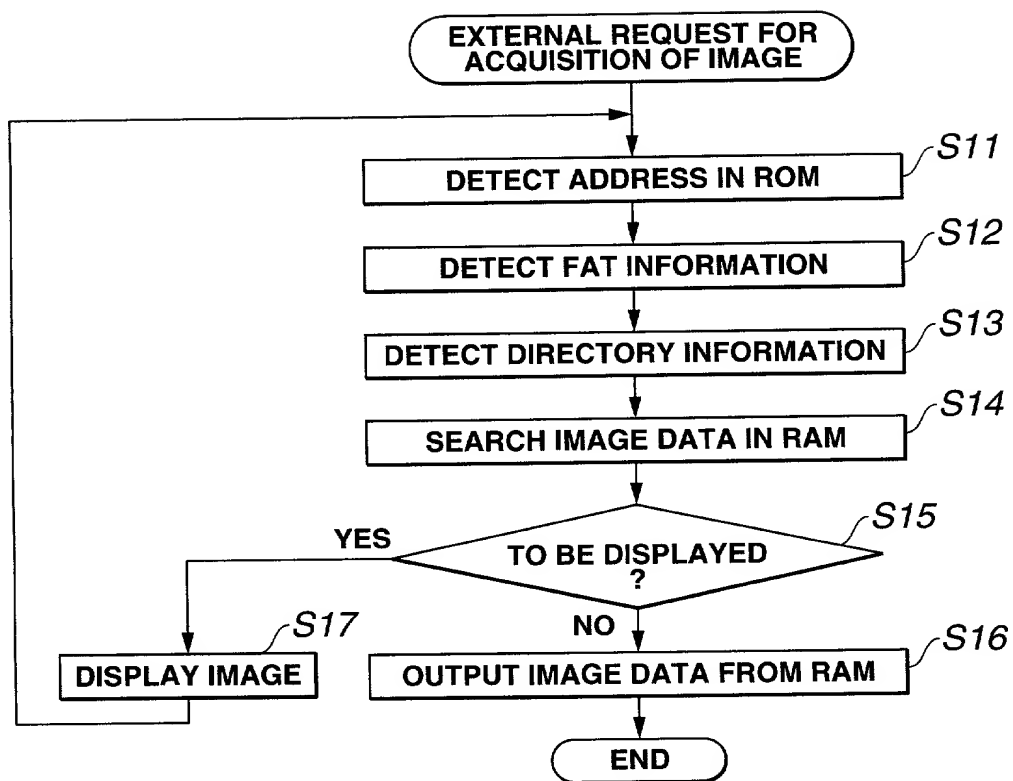 EXTERNAL REQUEST FOR
ACQUISITION OF IMAGE
S11
DETECT ADDRESS IN ROM
S12
DETECT FAT INFORMATION
S13
DETECT DIRECTORY INFORMATION
S14
SEARCH IMAGE DATA IN RAM
S15
YES
TO BE DISPLAYED
?
NO
S17
DISPLAY IMAGE
S16
OUTPUT IMAGE DATA FROM RAM
END